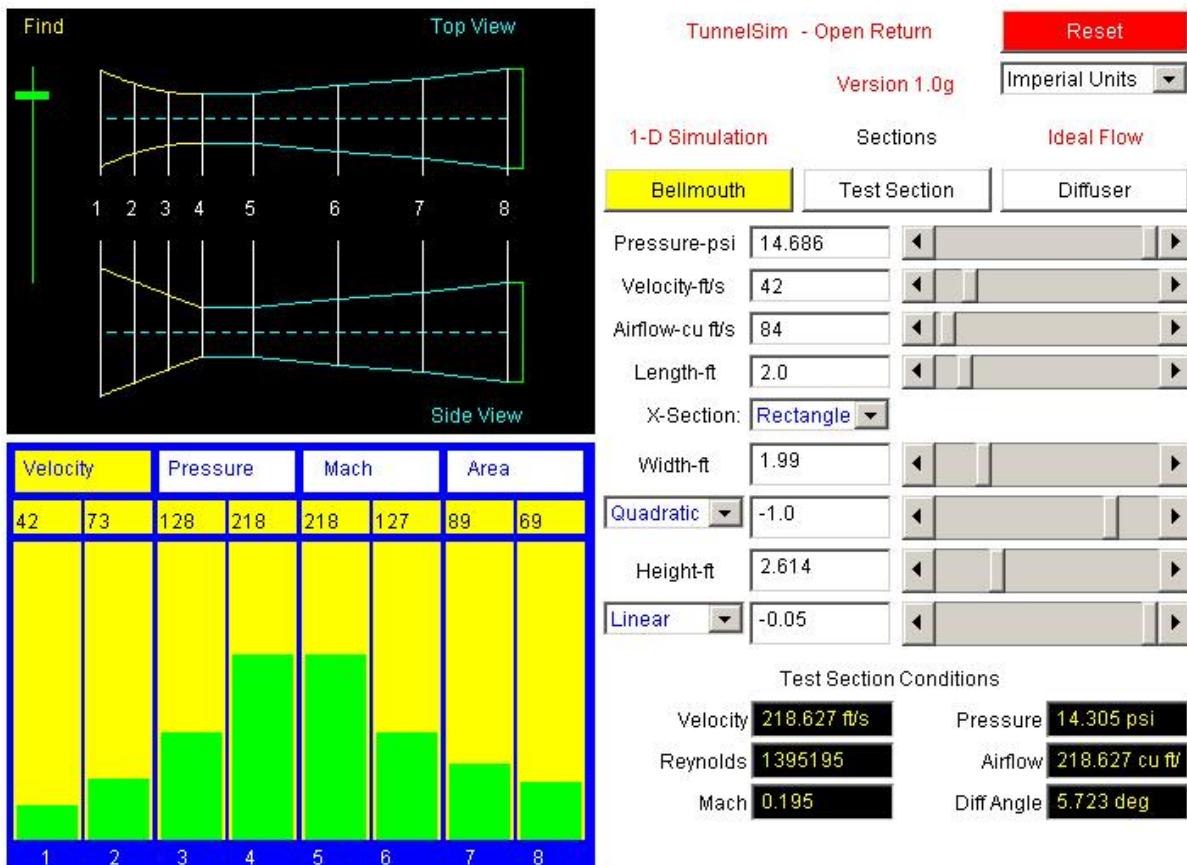 Find
Top View
1 2 3 4 5 6 7 8
Side View
Velocity Pressure Mach Area
42 73 128 218 218 127 89 69
1 2 3 4 5 6 7 8
TunnelSim - Open Return Reset
Version 1.0g Imperial Units
1-D Simulation Sections Ideal Flow
Bellmouth Test Section Diffuser
Pressure-psi 14.686
Velocity-ft/s 42
Airflow-cu ft/s 84
Length-ft 2.0
X-Section: Rectangle
Width-ft 1.99
Quadratic -1.0
Height-ft 2.614
Linear -0.05
Test Section Conditions
Velocity 218.627 ft/s Pressure 14.305 psi
Reynolds 1395195 Airflow 218.627 cu ft/
Mach 0.195 Diff Angle 5.723 deg